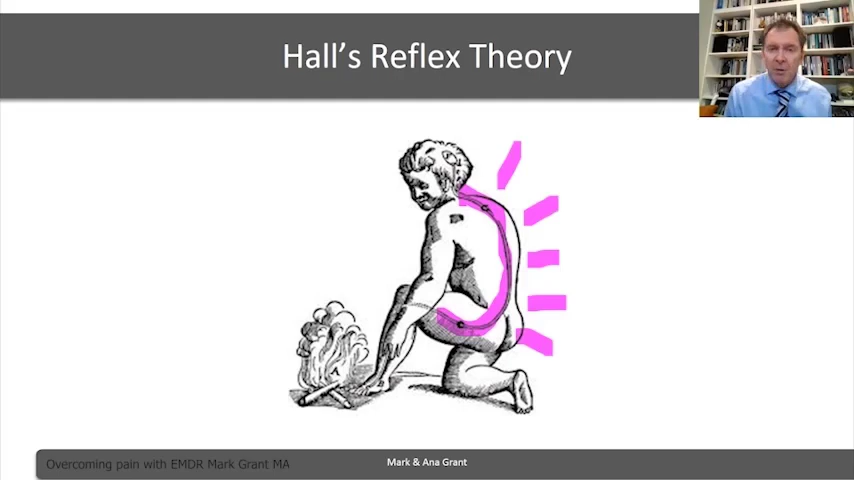 Hall's Reflex Theory
Overcoming pain with EMDR Mark Grant MA
Mark & Ana Grant